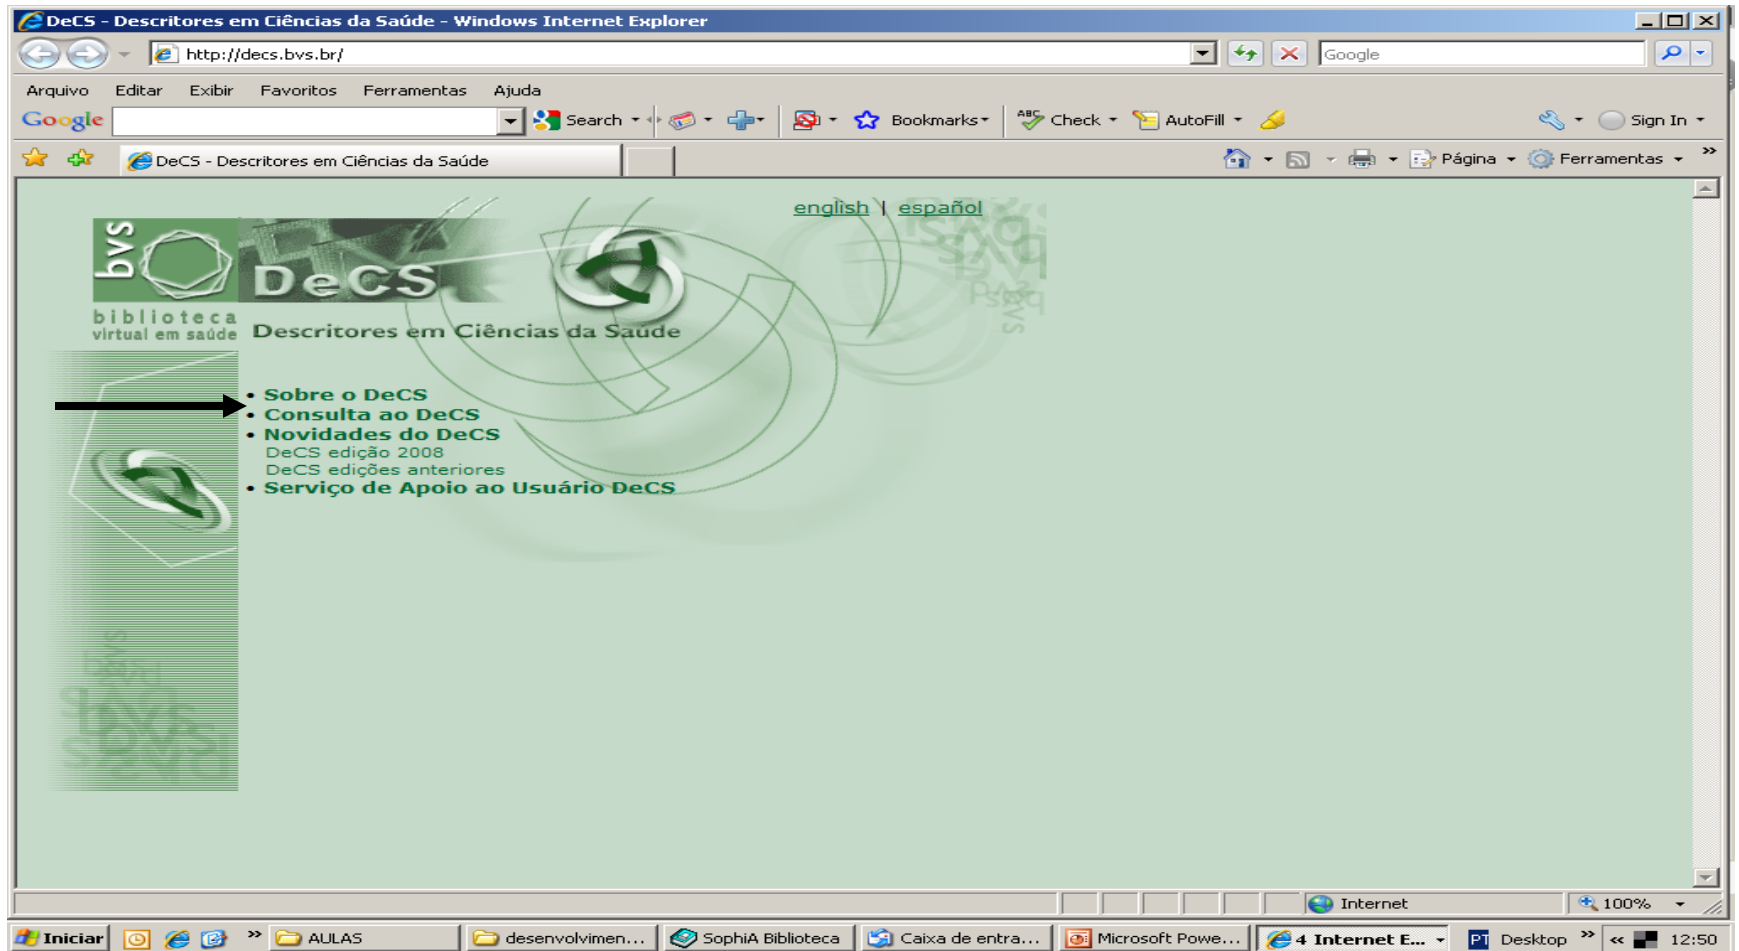 DeCS - Descritores em Ciências da Saúde - Windows Internet Explorer
http://decs.bvs.br/
Google
Arquivo Editar Exibir Favoritos Ferramentas Ajuda
Google Search Bookmarks ABC Check AutoFill Sign In
DeCS - Descritores em Ciências da Saúde Página Ferramentas »
english | español
bvs
DeCS
biblioteca
virtual em saúde
Descritores em Ciências da Saúde
• Sobre o DeCS
• Consulta ao DeCS
• Novidades do DeCS
DeCS edição 2008
DeCS edições anteriores
• Serviço de Apoio ao Usuário DeCS
Internet 100%
Iniciar » AULAS desenvolvimen... SophiA Biblioteca Caixa de entra... Microsoft Powe... 4 Internet E... PT Desktop » « 12:50